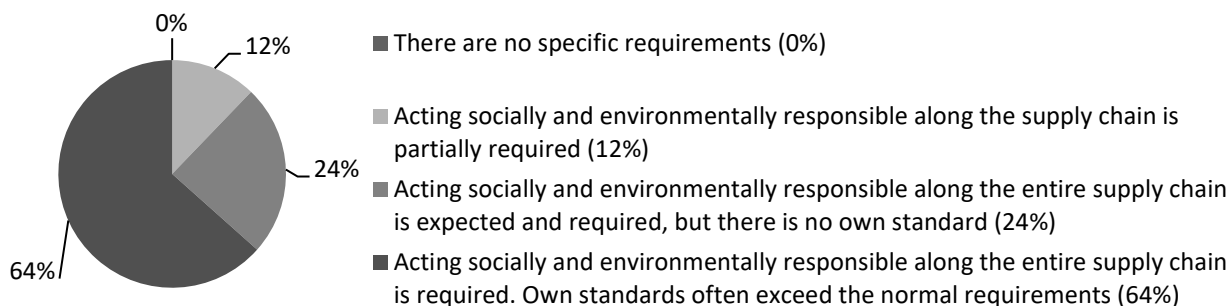 0%
12%
24%
64%
There are no specific requirements (0%)
Acting socially and environmentally responsible along the supply chain is
partially required (12%)
Acting socially and environmentally responsible along the entire supply chain
is expected and required, but there is no own standard (24%)
Acting socially and environmentally responsible along the entire supply chain
is required. Own standards often exceed the normal requirements (64%)